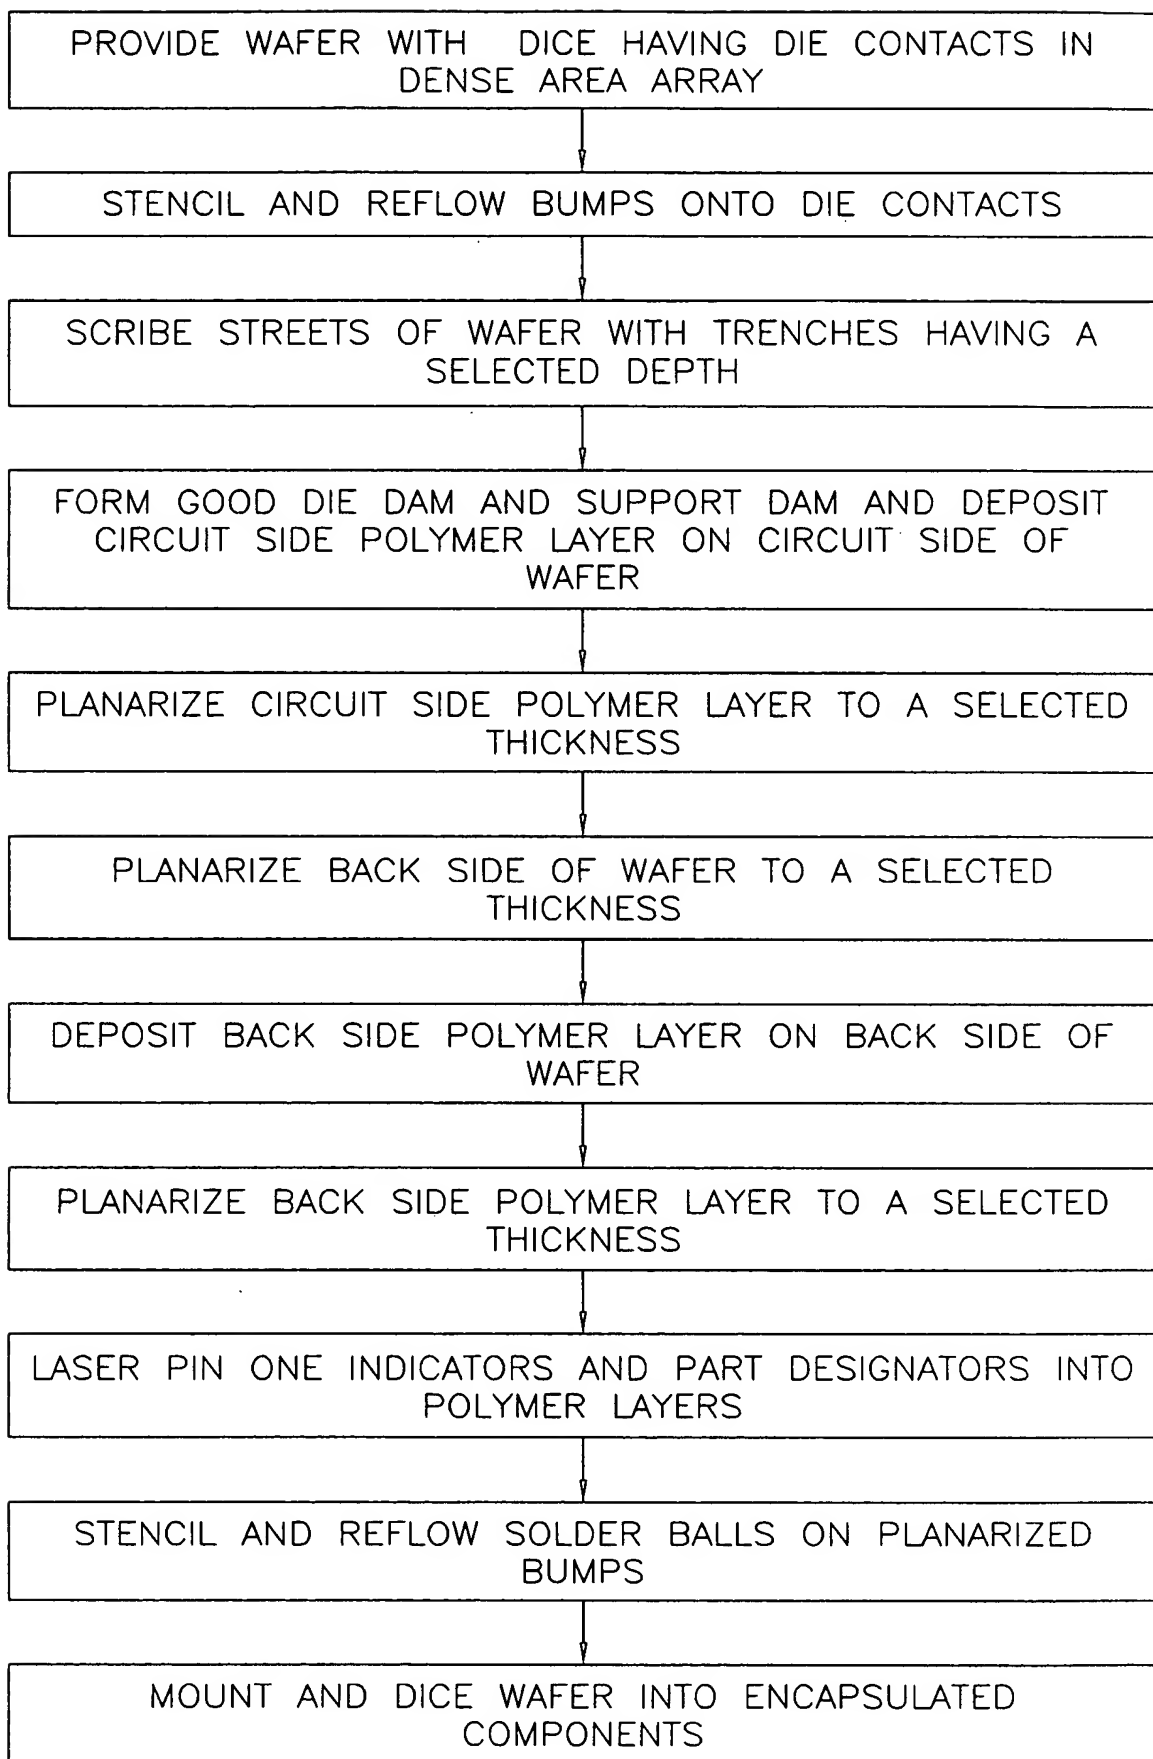 PROVIDE WAFER WITH DICE HAVING DIE CONTACTS IN
DENSE AREA ARRAY
STENCIL AND REFLOW BUMPS ONTO DIE CONTACTS
SCRIBE STREETS OF WAFER WITH TRENCHES HAVING A
SELECTED DEPTH
FORM GOOD DIE DAM AND SUPPORT DAM AND DEPOSIT
CIRCUIT SIDE POLYMER LAYER ON CIRCUIT SIDE OF
WAFER
PLANARIZE CIRCUIT SIDE POLYMER LAYER TO A SELECTED
THICKNESS
PLANARIZE BACK SIDE OF WAFER TO A SELECTED
THICKNESS
DEPOSIT BACK SIDE POLYMER LAYER ON BACK SIDE OF
WAFER
PLANARIZE BACK SIDE POLYMER LAYER TO A SELECTED
THICKNESS
LASER PIN ONE INDICATORS AND PART DESIGNATORS INTO
POLYMER LAYERS
STENCIL AND REFLOW SOLDER BALLS ON PLANARIZED
BUMPS
MOUNT AND DICE WAFER INTO ENCAPSULATED
COMPONENTS